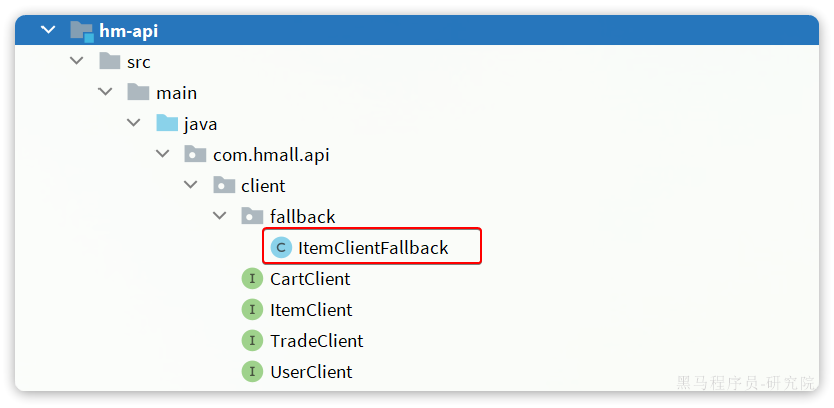 hm-api
src
main
java
com.hmall.api
client
fallback
C ItemClientFallback
I CartClient
I ItemClient
I TradeClient
I UserClient
黑马程序员-研究院